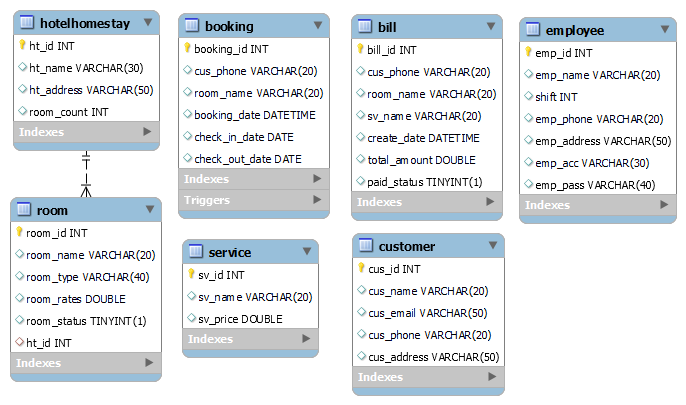 hotelhomestay
ht_id INT
ht_name VARCHAR(30)
ht_address VARCHAR(50)
room_count INT
Indexes
booking
booking_id INT
cus_phone VARCHAR(20)
room_name VARCHAR(20)
booking_date DATETIME
check_in_date DATE
check_out_date DATE
Indexes
Triggers
bill
bill_id INT
cus_phone VARCHAR(20)
room_name VARCHAR(20)
sv_name VARCHAR(20)
create_date DATETIME
total_amount DOUBLE
paid_status TINYINT(1)
Indexes
employee
emp_id INT
emp_name VARCHAR(20)
shift INT
emp_phone VARCHAR(20)
emp_address VARCHAR(50)
emp_acc VARCHAR(30)
emp_pass VARCHAR(40)
Indexes
room
room_id INT
room_name VARCHAR(20)
room_type VARCHAR(40)
room_rates DOUBLE
room_status TINYINT(1)
ht_id INT
Indexes
service
sv_id INT
sv_name VARCHAR(20)
sv_price DOUBLE
Indexes
customer
cus_id INT
cus_name VARCHAR(20)
cus_email VARCHAR(50)
cus_phone VARCHAR(20)
cus_address VARCHAR(50)
Indexes